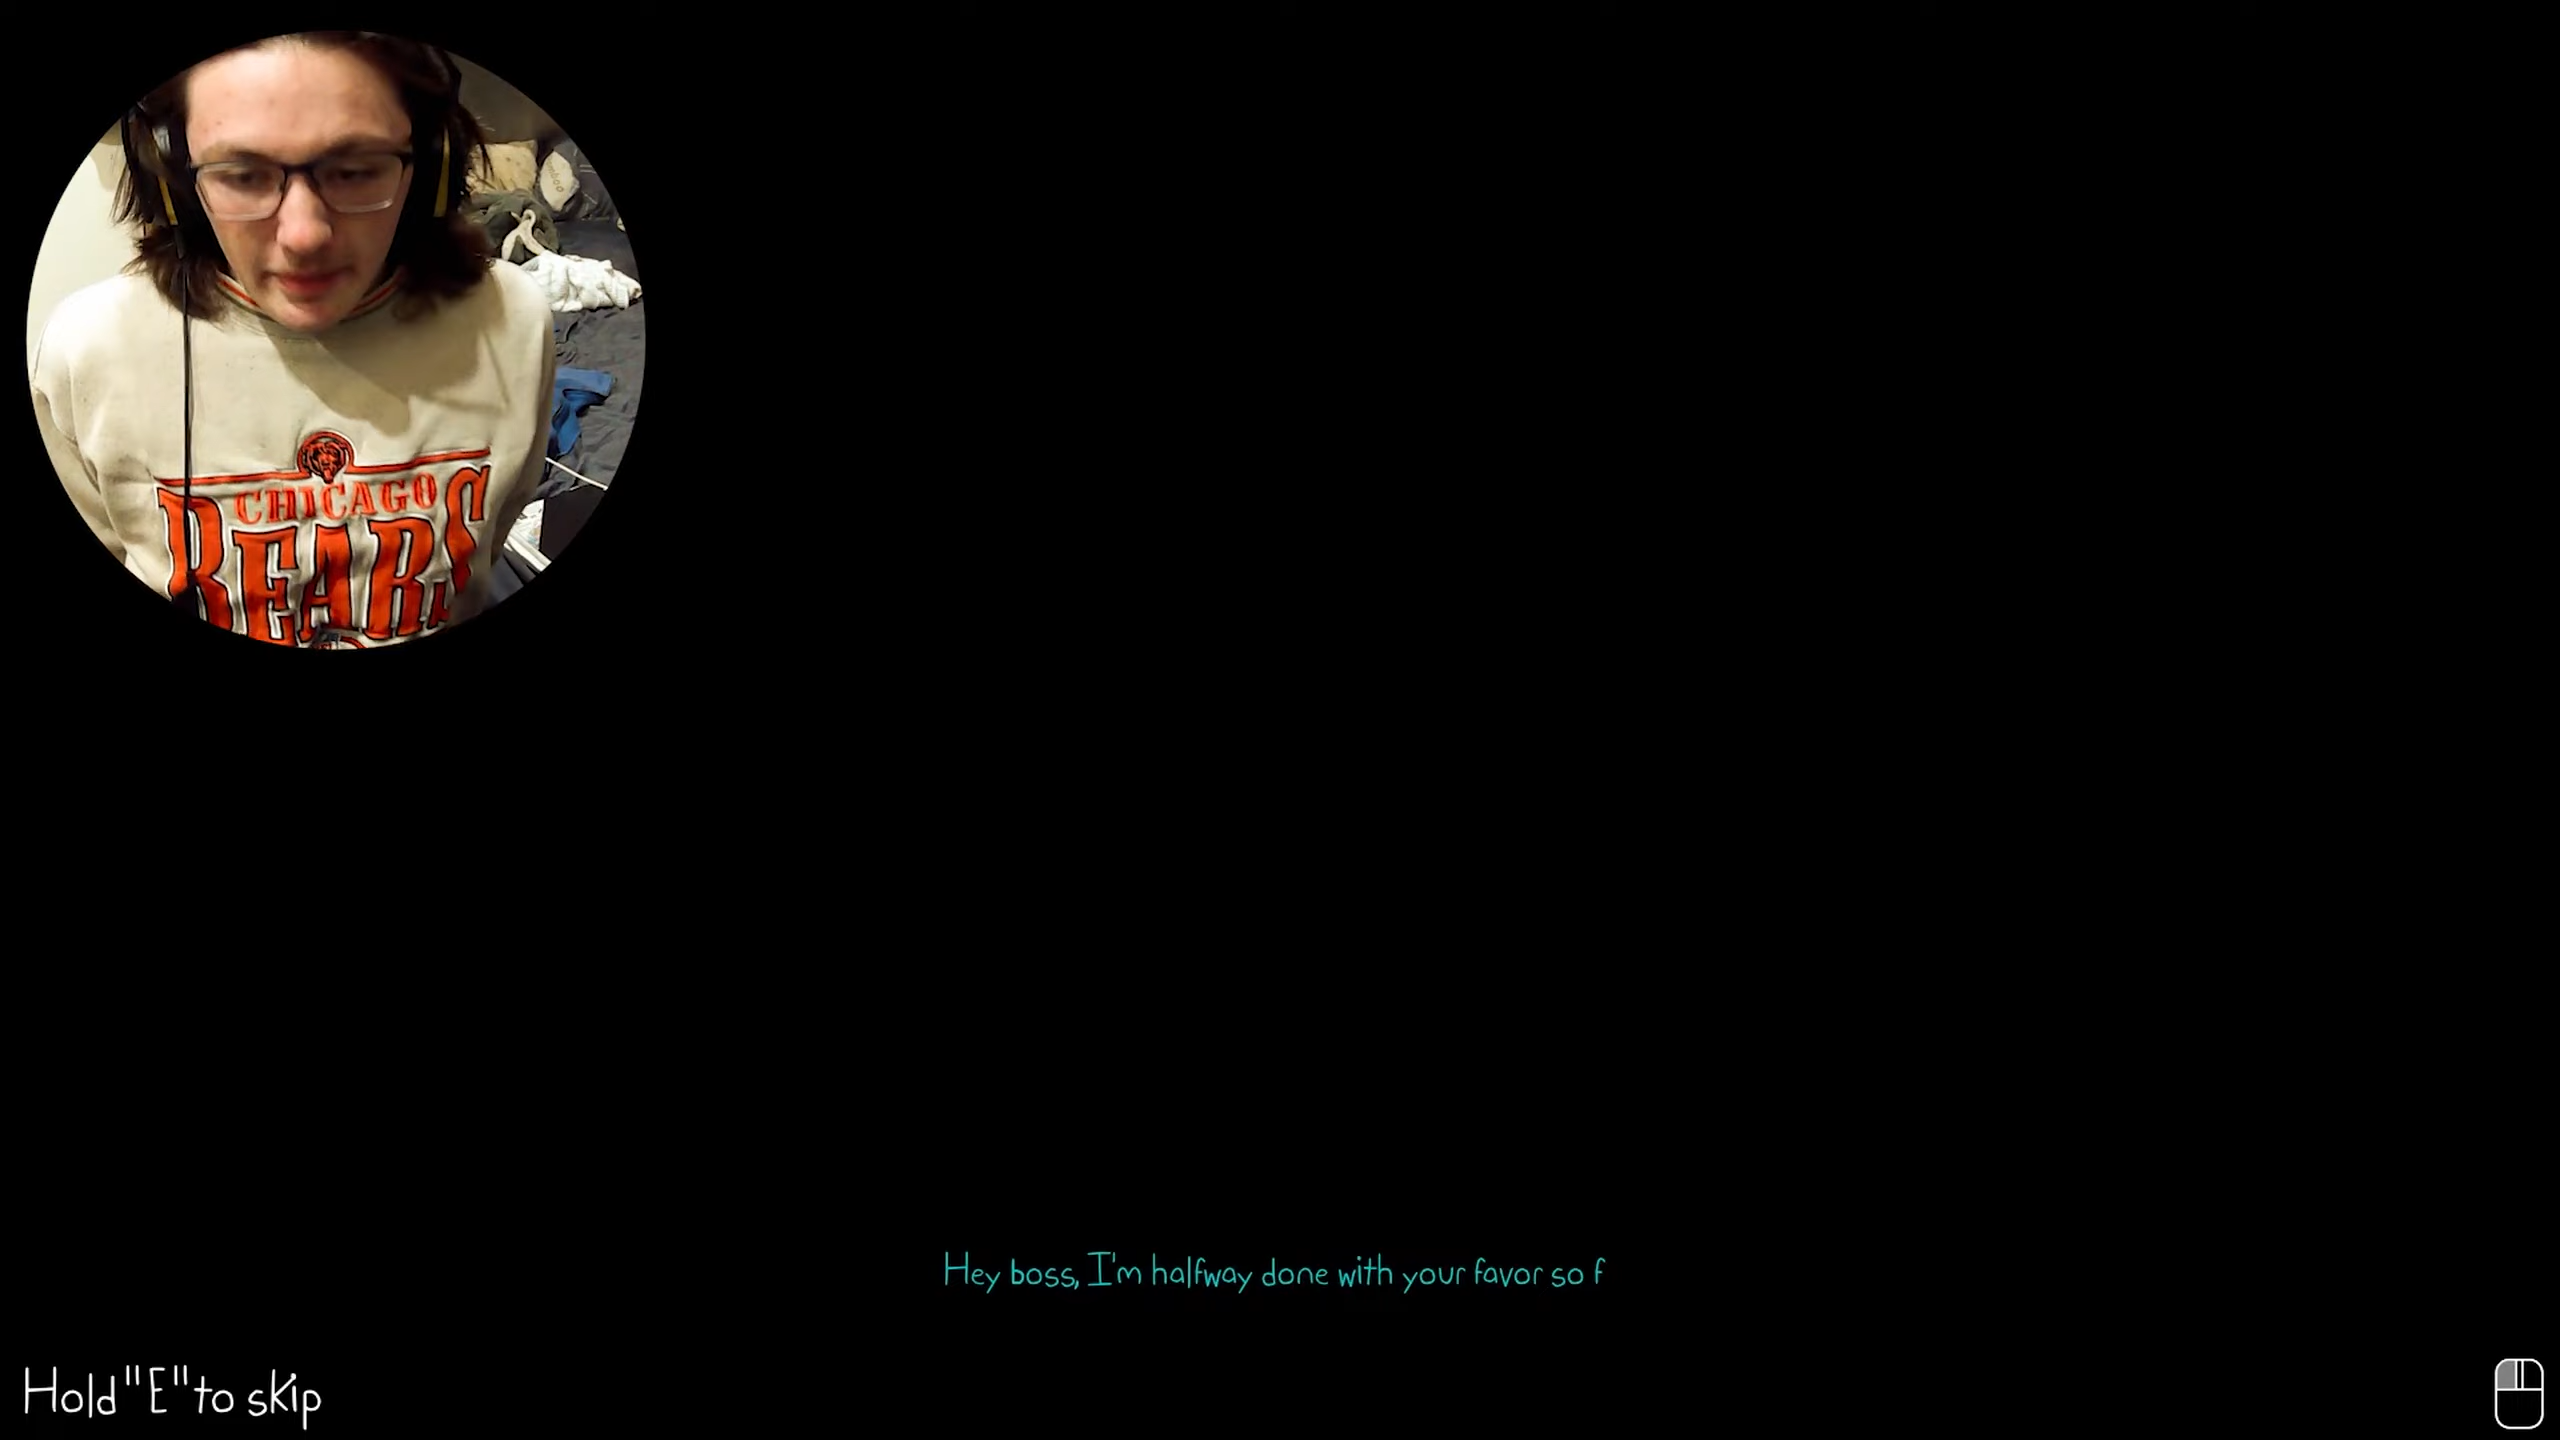 CHICAGO
BEARS
Hey boss, I'm halfway done with your favor so f
Hold "E" to skip